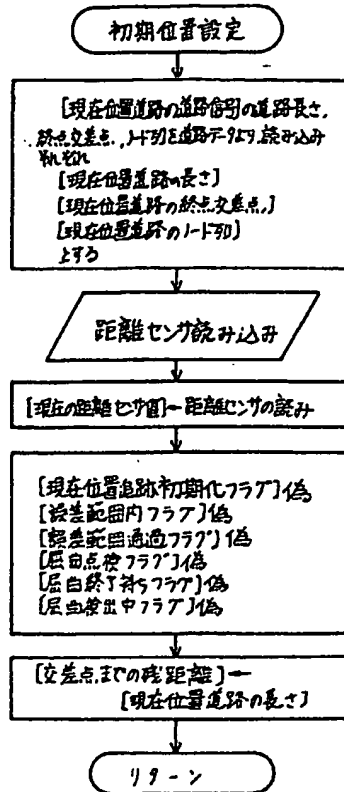 初期位置設定
[現在位置道路の道路信号]の道路長さ、
終点交差点、ノード列を道路データより、読み込み
それぞれ
[現在位置道路の長さ]
[現在位置道路の終点交差点]
[現在位置道路のノード列]
とする
距離センサ読み込み
[現在の距離センサ値]←距離センサの読み
[現在位置追跡初期化フラグ]偽
[誤差範囲内フラグ]偽
[誤差範囲通過フラグ]偽
[屈曲点検フラグ]偽
[屈曲終了待ちフラグ]偽
[屈曲検出中フラグ]偽
[交差点までの残距離]←
[現在位置道路の長さ]
リターン